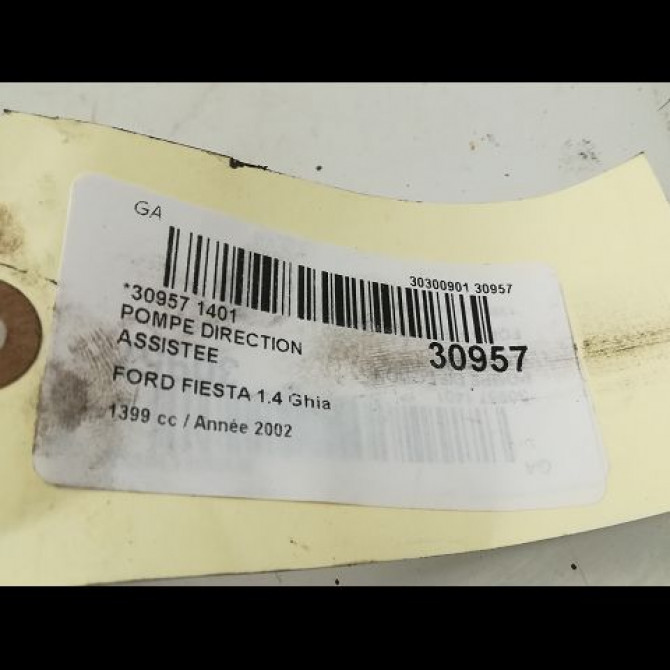 GA
30300901 30957
*30957 1401
POMPE DIRECTION
ASSISTEE
30957
FORD FIESTA 1.4 Ghia
1399 cc / Année 2002